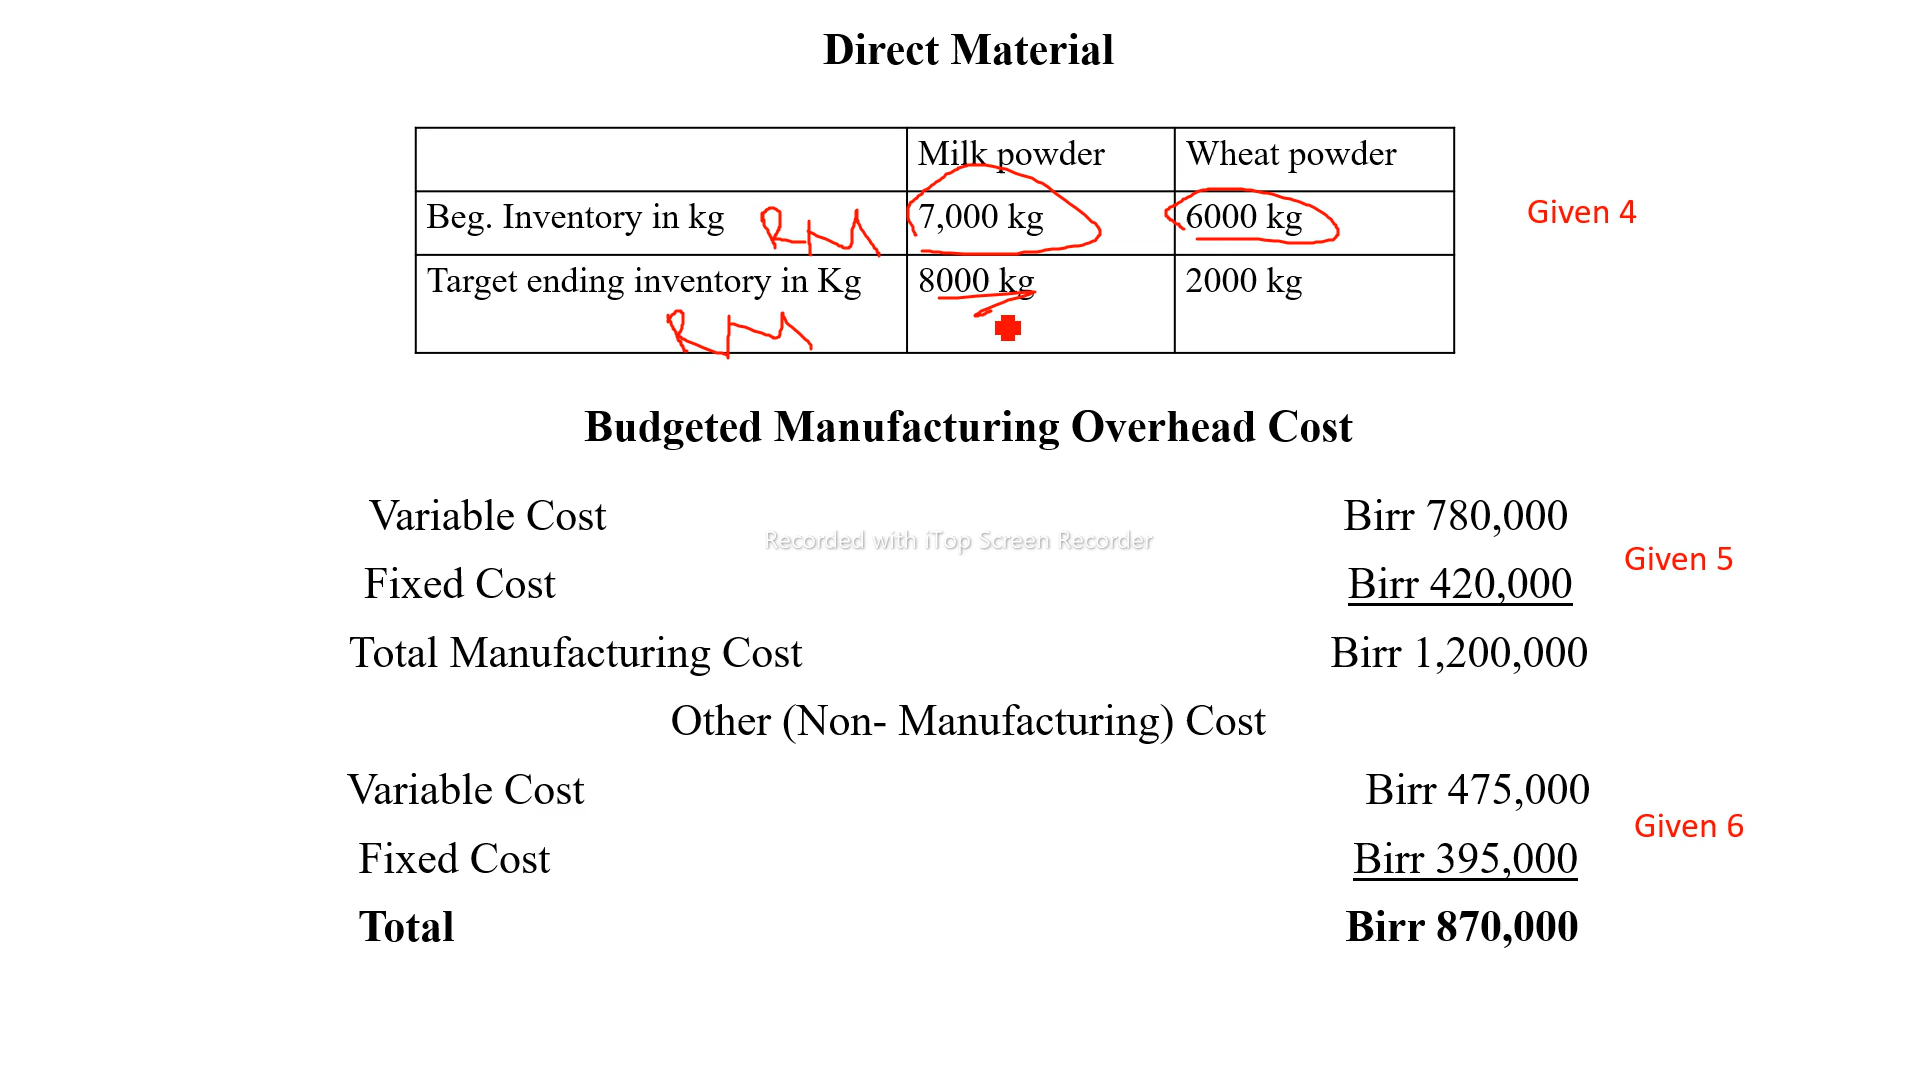 Direct Material
Milk powder Wheat powder
Beg. Inventory in kg RM 7,000 kg 6000 kg
Given 4
Target ending inventory in Kg 8000 kg 2000 kg
RM
Budgeted Manufacturing Overhead Cost
Variable Cost Birr 780,000
Recorded with iTop Screen Recorder
Given 5
Fixed Cost Birr 420,000
Total Manufacturing Cost Birr 1,200,000
Other (Non- Manufacturing) Cost
Variable Cost Birr 475,000
Given 6
Fixed Cost Birr 395,000
Total Birr 870,000